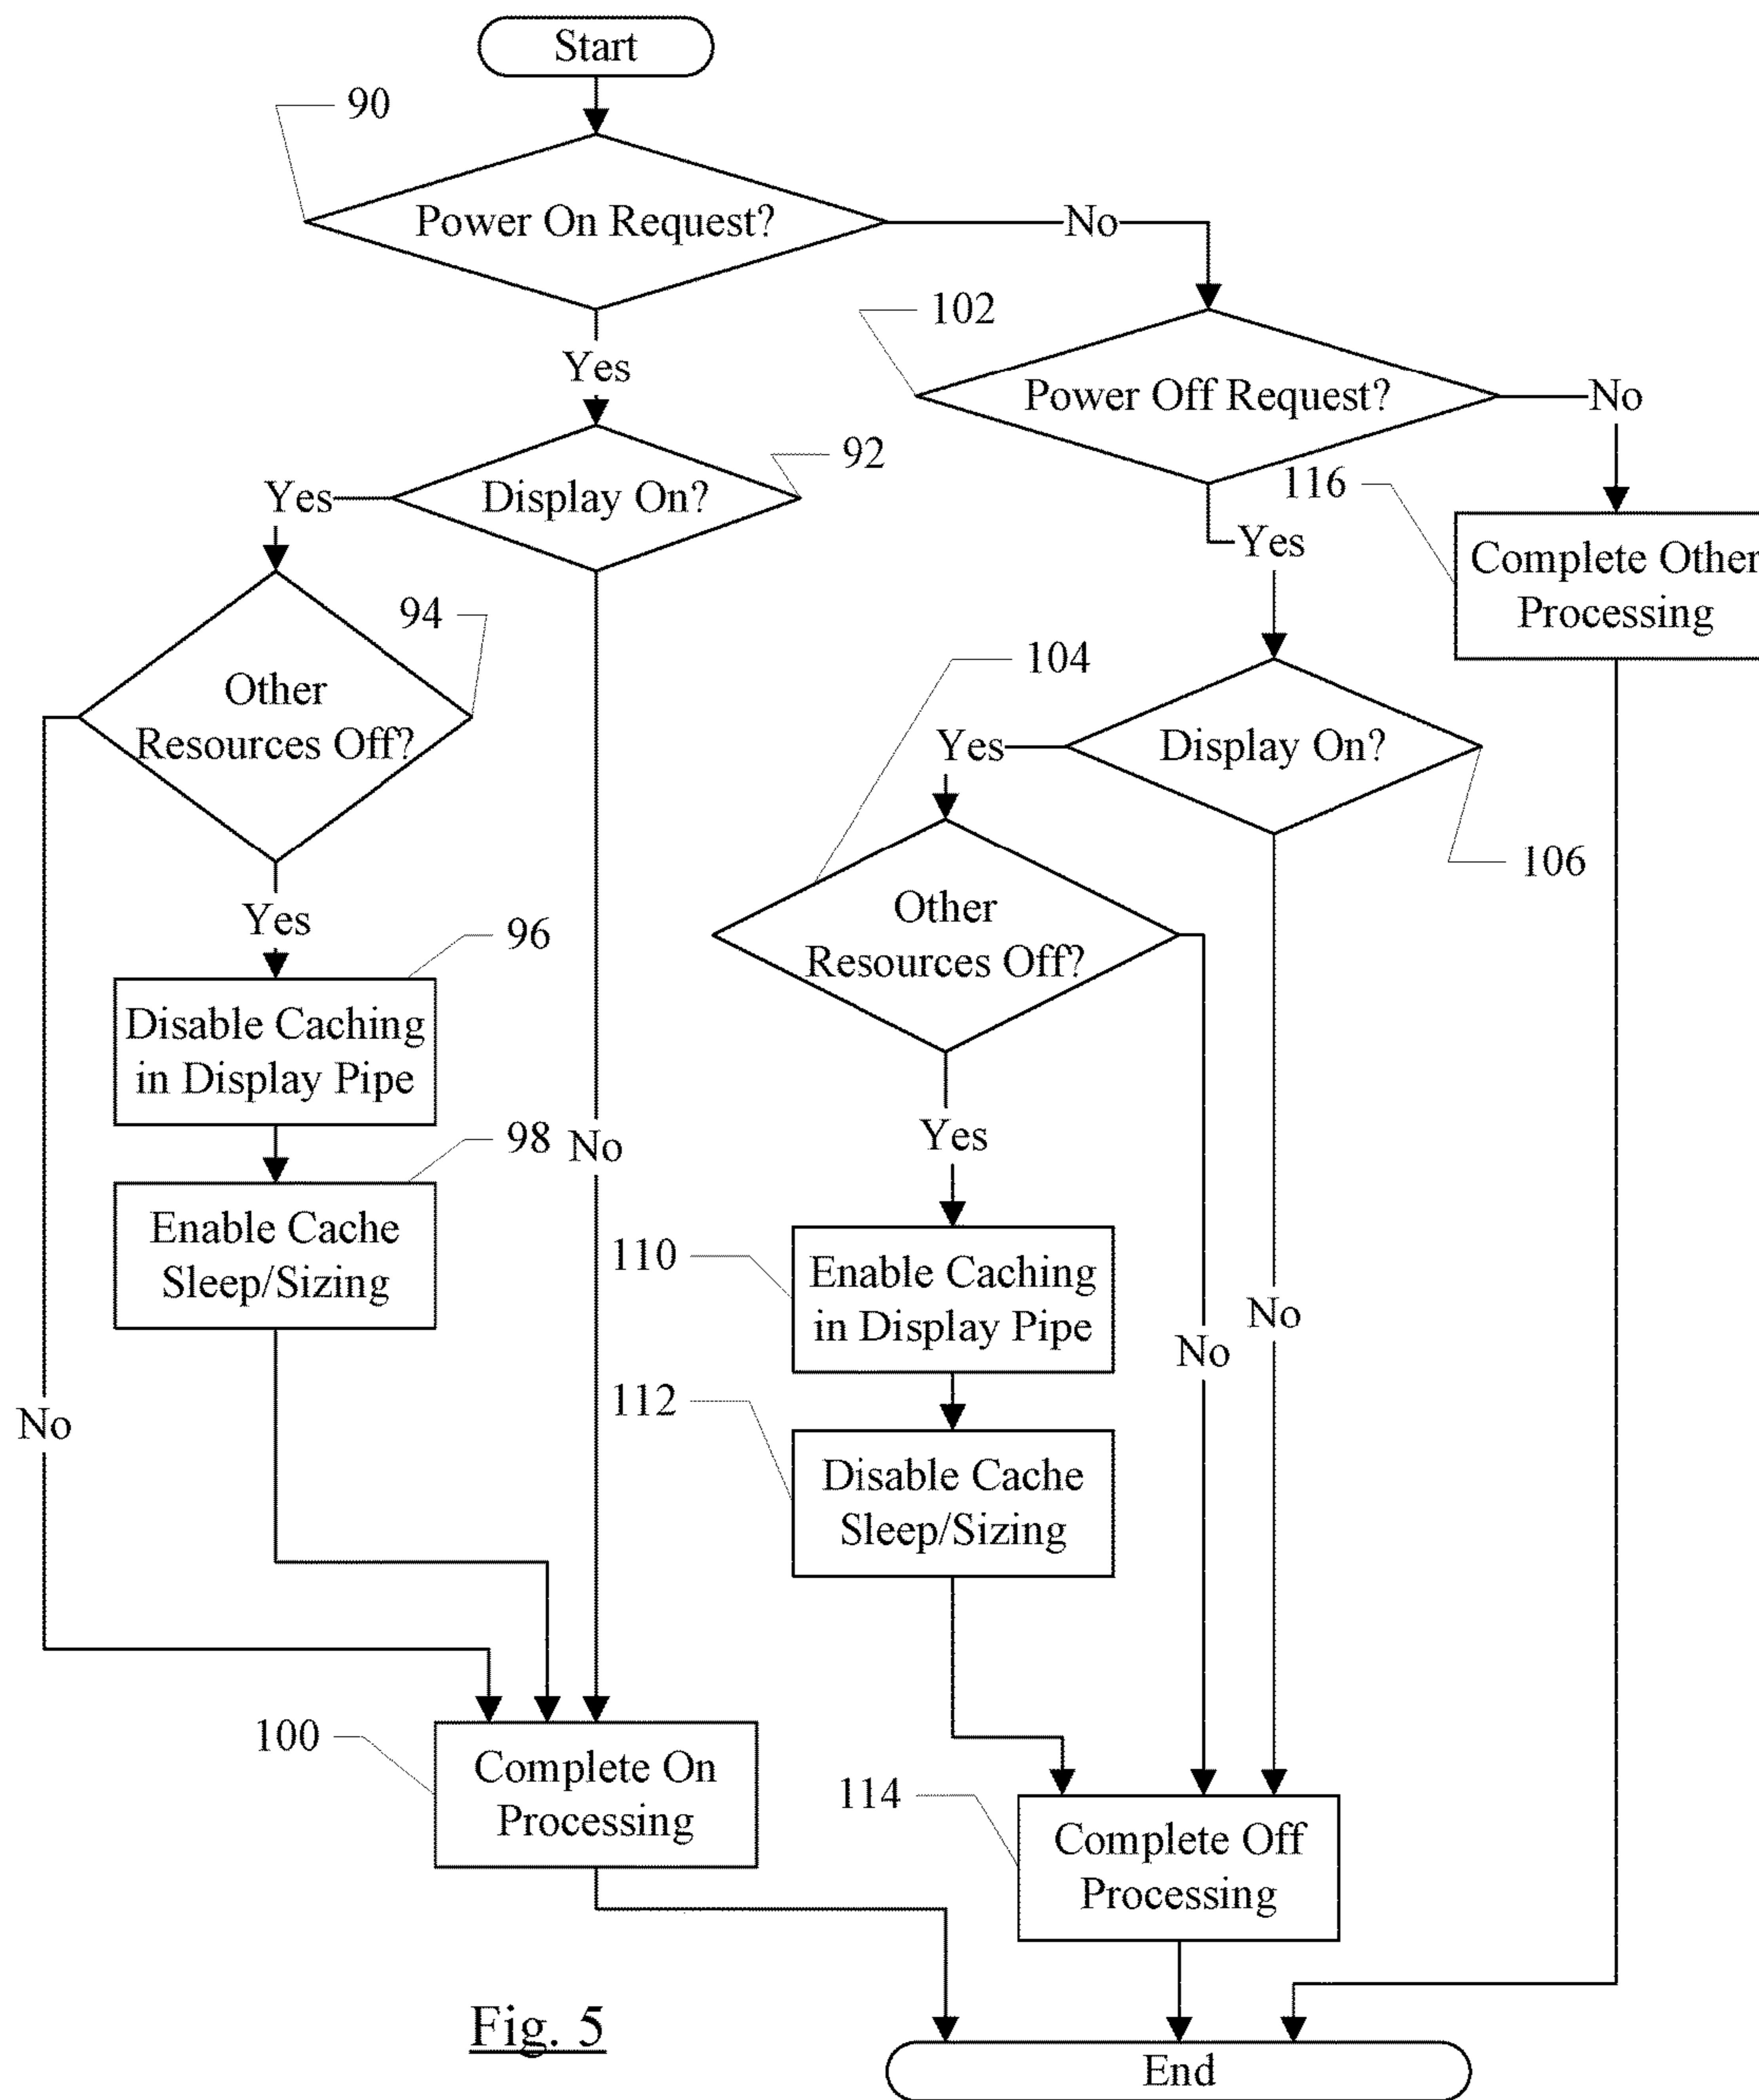 Start
90
Power On Request?
No
102
Yes
Power Off Request?
No
92
Display On?
Yes
116
Yes
Complete Other
Processing
94
Other
Resources Off?
104
Yes
Display On?
106
Other
Resources Off?
Yes
96
Disable Caching
in Display Pipe
98
No
Yes
Enable Cache
Sleep/Sizing
110
Enable Caching
in Display Pipe
No
No
112
No
Disable Cache
Sleep/Sizing
100
Complete On
Processing
114
Complete Off
Processing
Fig. 5
End